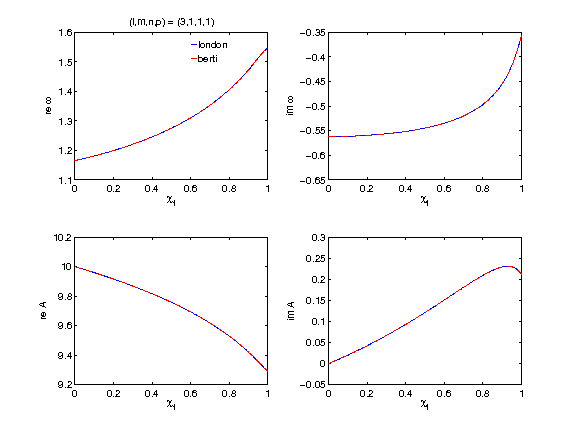 (l,m,n,p) = (3,1,1,1)
1.6
1.5
1.4
1.3
1.2
1.1
re ω
london
berti
0 0.2 0.4 0.6 0.8 1
χf
−0.35
−0.4
−0.45
−0.5
−0.55
−0.6
−0.65
im ω
0 0.2 0.4 0.6 0.8 1
χf
10.2
10
9.8
9.6
9.4
9.2
re A
0 0.2 0.4 0.6 0.8 1
χf
0.3
0.25
0.2
0.15
0.1
0.05
0
−0.05
im A
0 0.2 0.4 0.6 0.8 1
χf